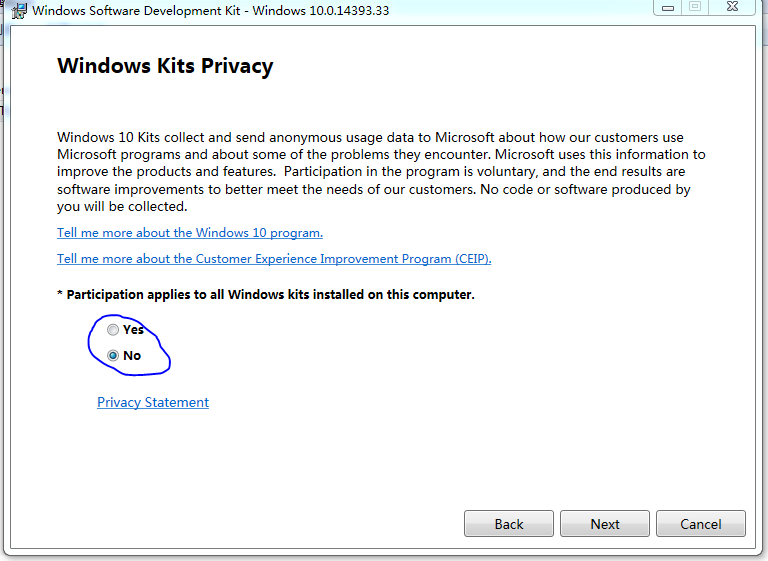 Windows Software Development Kit - Windows 10.0.14393.33
Windows Kits Privacy
Windows 10 Kits collect and send anonymous usage data to Microsoft about how our customers use
Microsoft programs and about some of the problems they encounter. Microsoft uses this information to
improve the products and features.  Participation in the program is voluntary, and the end results are
software improvements to better meet the needs of our customers. No code or software produced by
you will be collected.
Tell me more about the Windows 10 program.
Tell me more about the Customer Experience Improvement Program (CEIP).
* Participation applies to all Windows kits installed on this computer.
Yes
No
Privacy Statement
Back Next Cancel